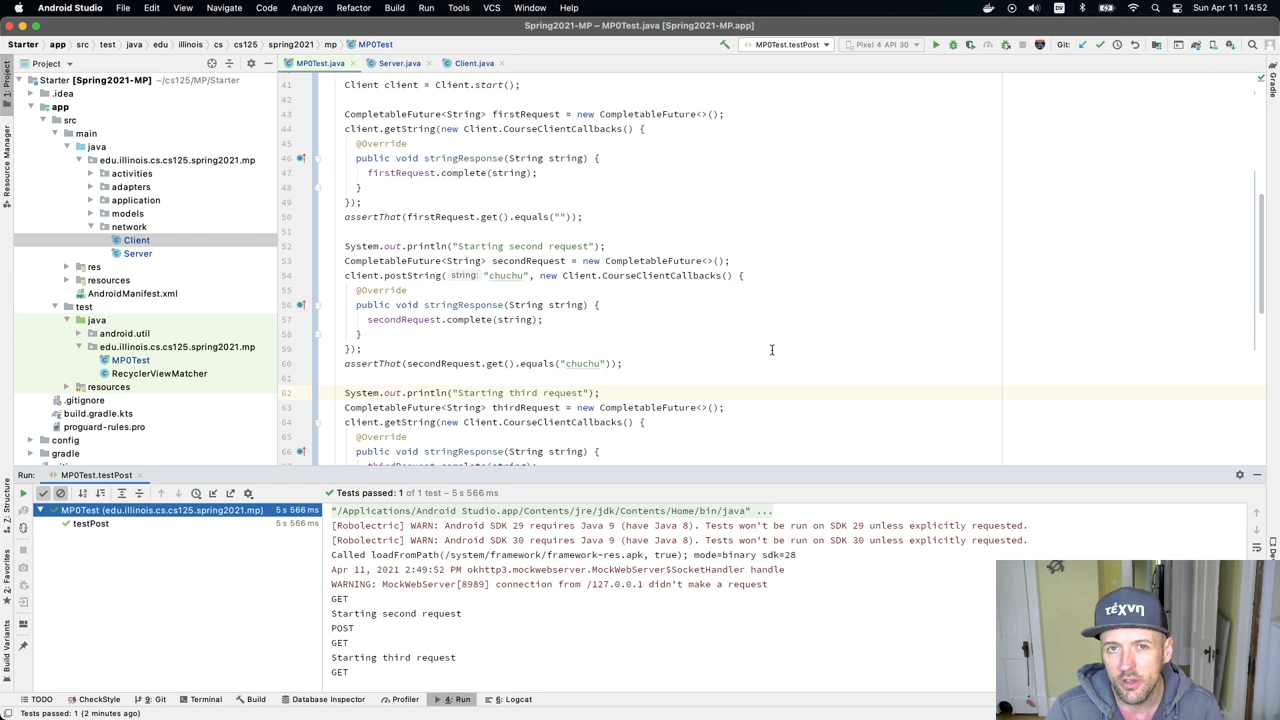 Android Studio File Edit View Navigate Code Analyze Refactor Build Run Tools VCS Window Help DV Sun Apr 11 14:52
Spring2021-MP – MP0Test.java [Spring2021-MP.app]
Starter app src test java edu illinois cs cs125 spring2021 mp MP0Test MP0Test.testPost Pixel 4 API 30 Git:
Project MP0Test.java Server.java Client.java
1: Project
Resource Manager
Z: Structure
2: Favorites
Build Variants
Gradle
Starter [Spring2021-MP] ~/cs125/MP/Starter
.idea
app
src
main
java
edu.illinois.cs.cs125.spring2021.mp
activities
adapters
application
models
network
Client
Server
res
resources
AndroidManifest.xml
test
java
android.util
edu.illinois.cs.cs125.spring2021.mp
MP0Test
RecyclerViewMatcher
resources
.gitignore
build.gradle.kts
proguard-rules.pro
config
gradle
41 Client client = Client.start();
42
43 CompletableFuture<String> firstRequest = new CompletableFuture<>();
44 client.getString(new Client.CourseClientCallbacks() {
45 @Override
46 public void stringResponse(String string) {
47 firstRequest.complete(string);
48 }
49 });
50 assertThat(firstRequest.get().equals(""));
51
52 System.out.println("Starting second request");
53 CompletableFuture<String> secondRequest = new CompletableFuture<>();
54 client.postString( string: "chuchu", new Client.CourseClientCallbacks() {
55 @Override
56 public void stringResponse(String string) {
57 secondRequest.complete(string);
58 }
59 });
60 assertThat(secondRequest.get().equals("chuchu"));
61
62 System.out.println("Starting third request");
63 CompletableFuture<String> thirdRequest = new CompletableFuture<>();
64 client.getString(new Client.CourseClientCallbacks() {
65 @Override
66 public void stringResponse(String string) {
Run: MP0Test.testPost
Tests passed: 1 of 1 test – 5 s 566 ms
MP0Test (edu.illinois.cs.cs125.spring2021.mp) 5 s 566 ms
testPost 5 s 566 ms
"/Applications/Android Studio.app/Contents/jre/jdk/Contents/Home/bin/java" ...
[Robolectric] WARN: Android SDK 29 requires Java 9 (have Java 8). Tests won't be run on SDK 29 unless explicitly requested.
[Robolectric] WARN: Android SDK 30 requires Java 9 (have Java 8). Tests won't be run on SDK 30 unless explicitly requested.
Called loadFromPath(/system/framework/framework-res.apk, true); mode=binary sdk=28
Apr 11, 2021 2:49:52 PM okhttp3.mockwebserver.MockWebServer$SocketHandler handle
WARNING: MockWebServer[8989] connection from /127.0.0.1 didn't make a request
GET
Starting second request
POST
GET
Starting third request
GET
τέχνη
TODO CheckStyle 9: Git Terminal Build Database Inspector Profiler 4: Run 6: Logcat
Tests passed: 1 (2 minutes ago)